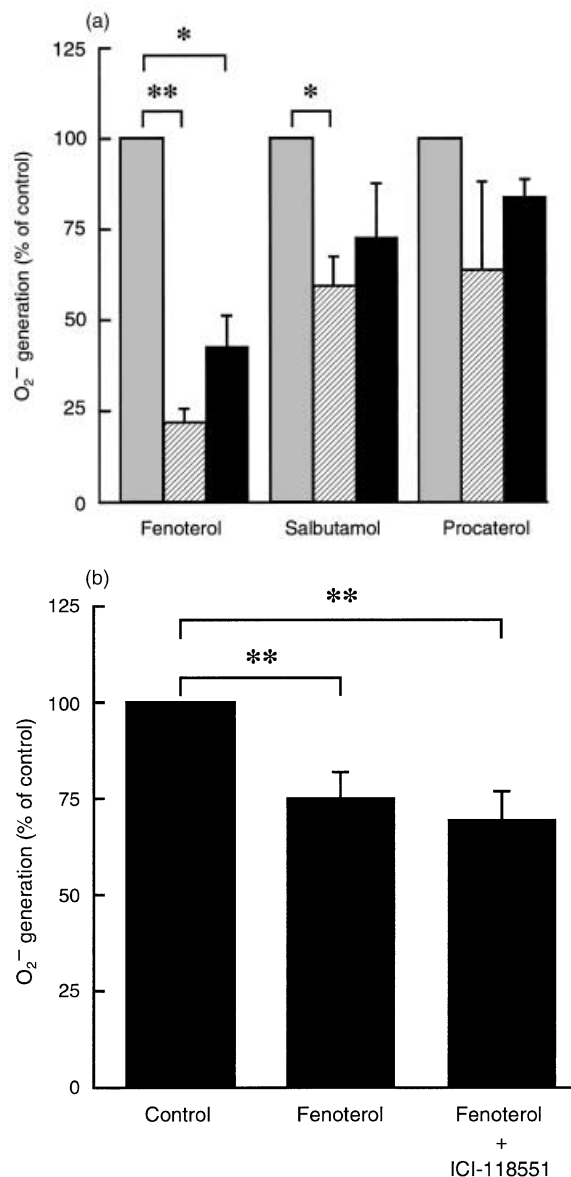 (a)
125
100
75
50
25
0
O₂⁻ generation (% of control)
*
**
*
Fenoterol Salbutamol Procaterol
(b)
125
100
75
50
25
0
O₂⁻ generation (% of control)
**
**
Control Fenoterol Fenoterol
+
ICI-118551